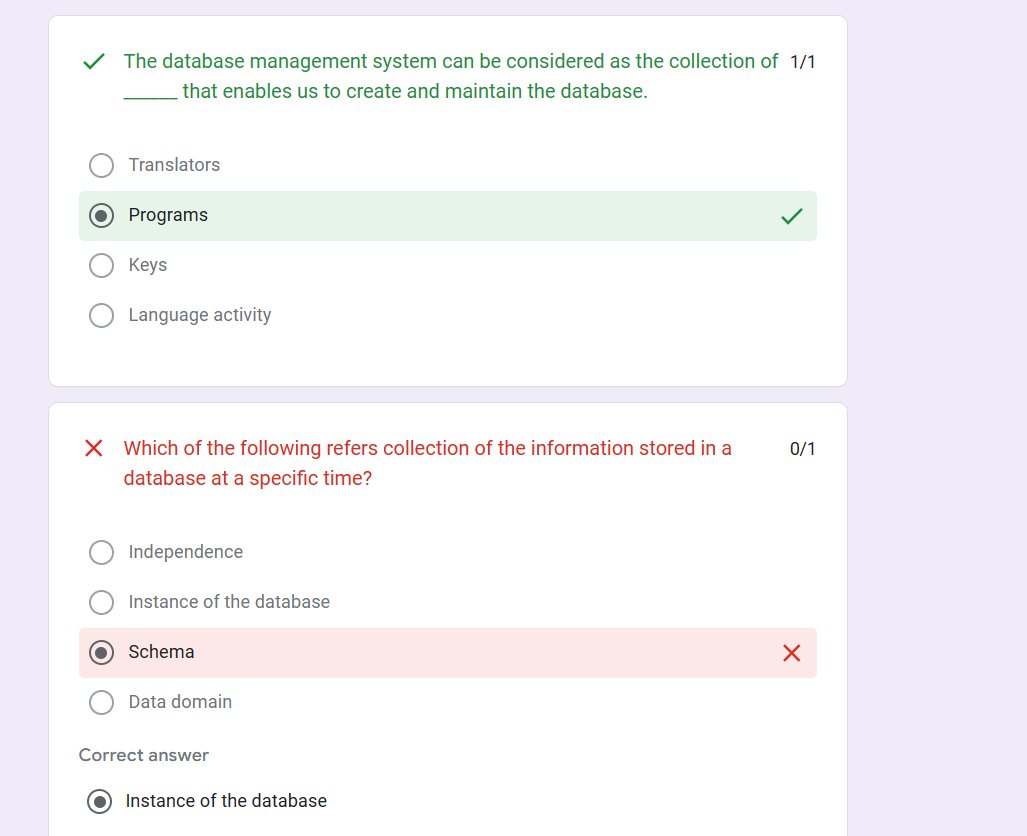 The database management system can be considered as the collection of 1/1
______ that enables us to create and maintain the database.
Translators
Programs
Keys
Language activity
Which of the following refers collection of the information stored in a 0/1
database at a specific time?
Independence
Instance of the database
Schema
Data domain
Correct answer
Instance of the database